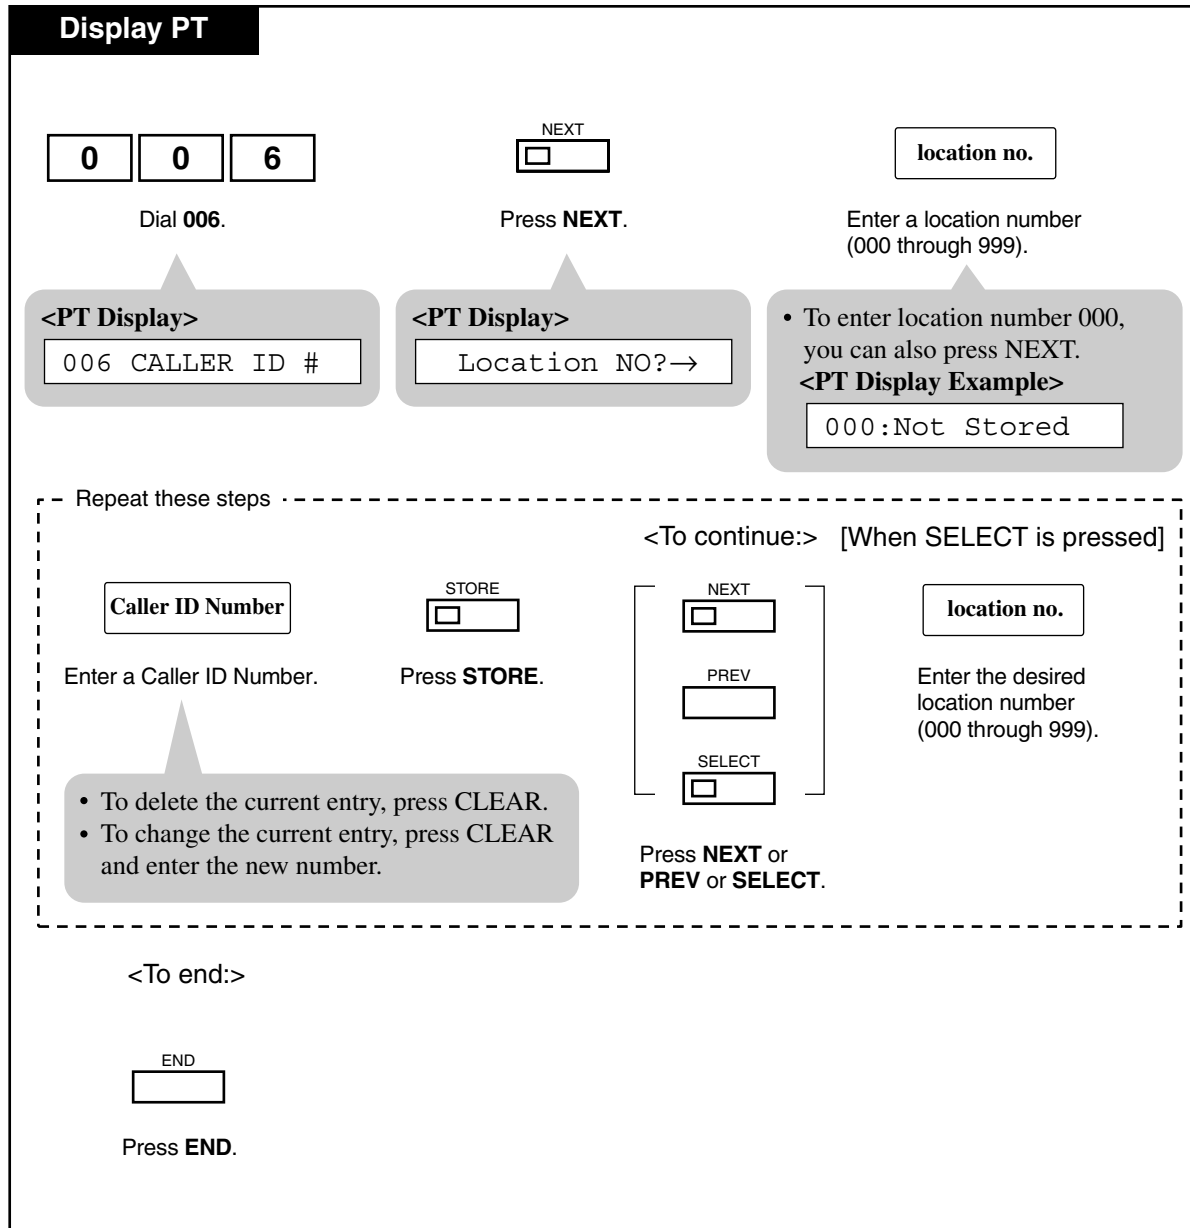 Display PT
0 0 6
NEXT
location no.
Dial 006.
Press NEXT.
Enter a location number
(000 through 999).
<PT Display>
006 CALLER ID #
<PT Display>
Location NO?→
• To enter location number 000,
you can also press NEXT.
<PT Display Example>
000:Not Stored
Repeat these steps
<To continue:>
[When SELECT is pressed]
Caller ID Number
Enter a Caller ID Number.
• To delete the current entry, press CLEAR.
• To change the current entry, press CLEAR
and enter the new number.
STORE
Press STORE.
NEXT
PREV
SELECT
Press NEXT or
PREV or SELECT.
location no.
Enter the desired
location number
(000 through 999).
<To end:>
END
Press END.